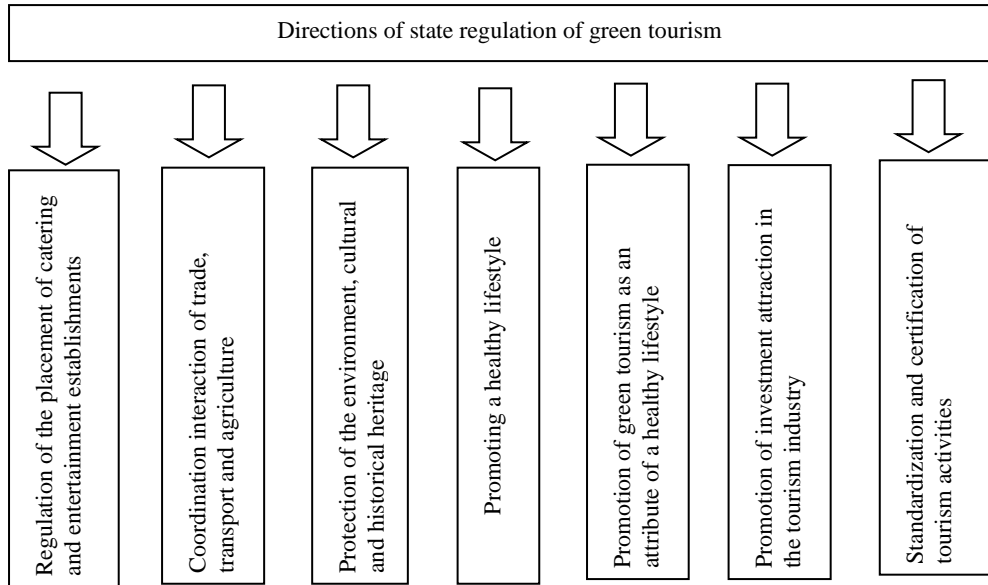 Directions of state regulation of green tourism
Regulation of the placement of catering
and entertainment establishments
Coordination interaction of trade,
transport and agriculture
Protection of the environment, cultural
and historical heritage
Promoting a healthy lifestyle
Promotion of green tourism as an
attribute of a healthy lifestyle
Promotion of investment attraction in
the tourism industry
Standardization and certification of
tourism activities